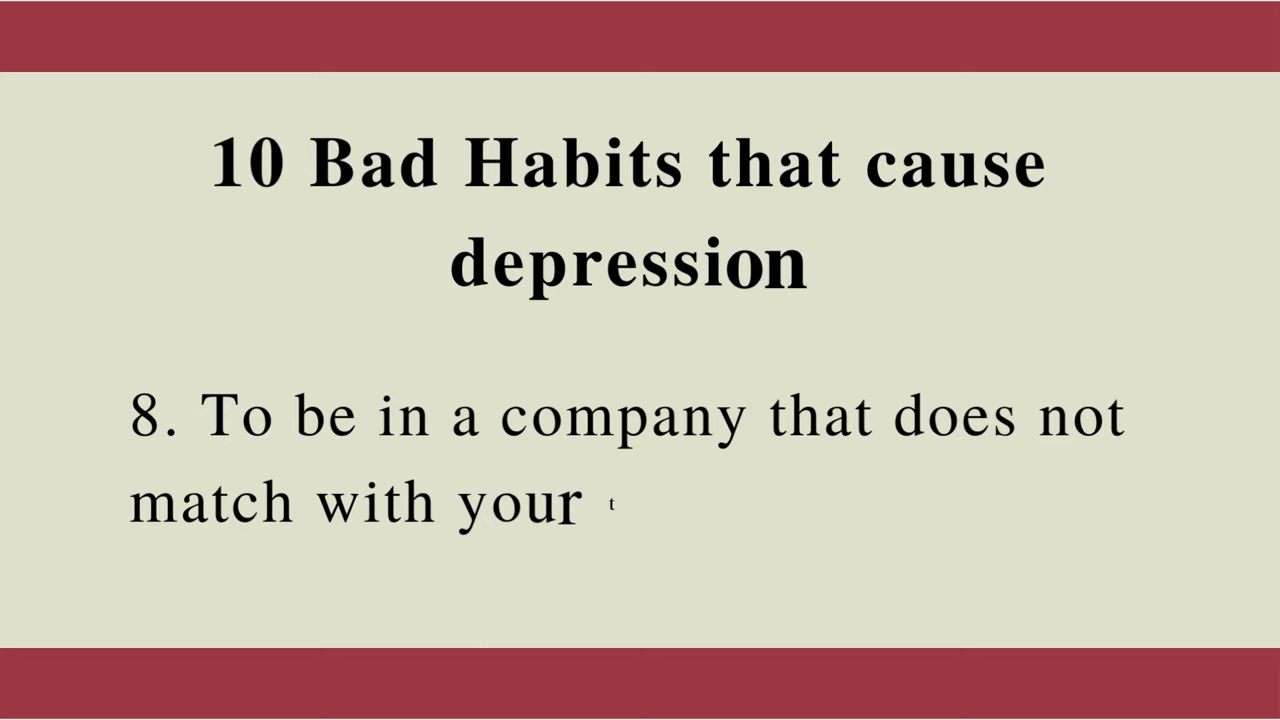 10 Bad Habits that cause
depression
8. To be in a company that does not
match with your t